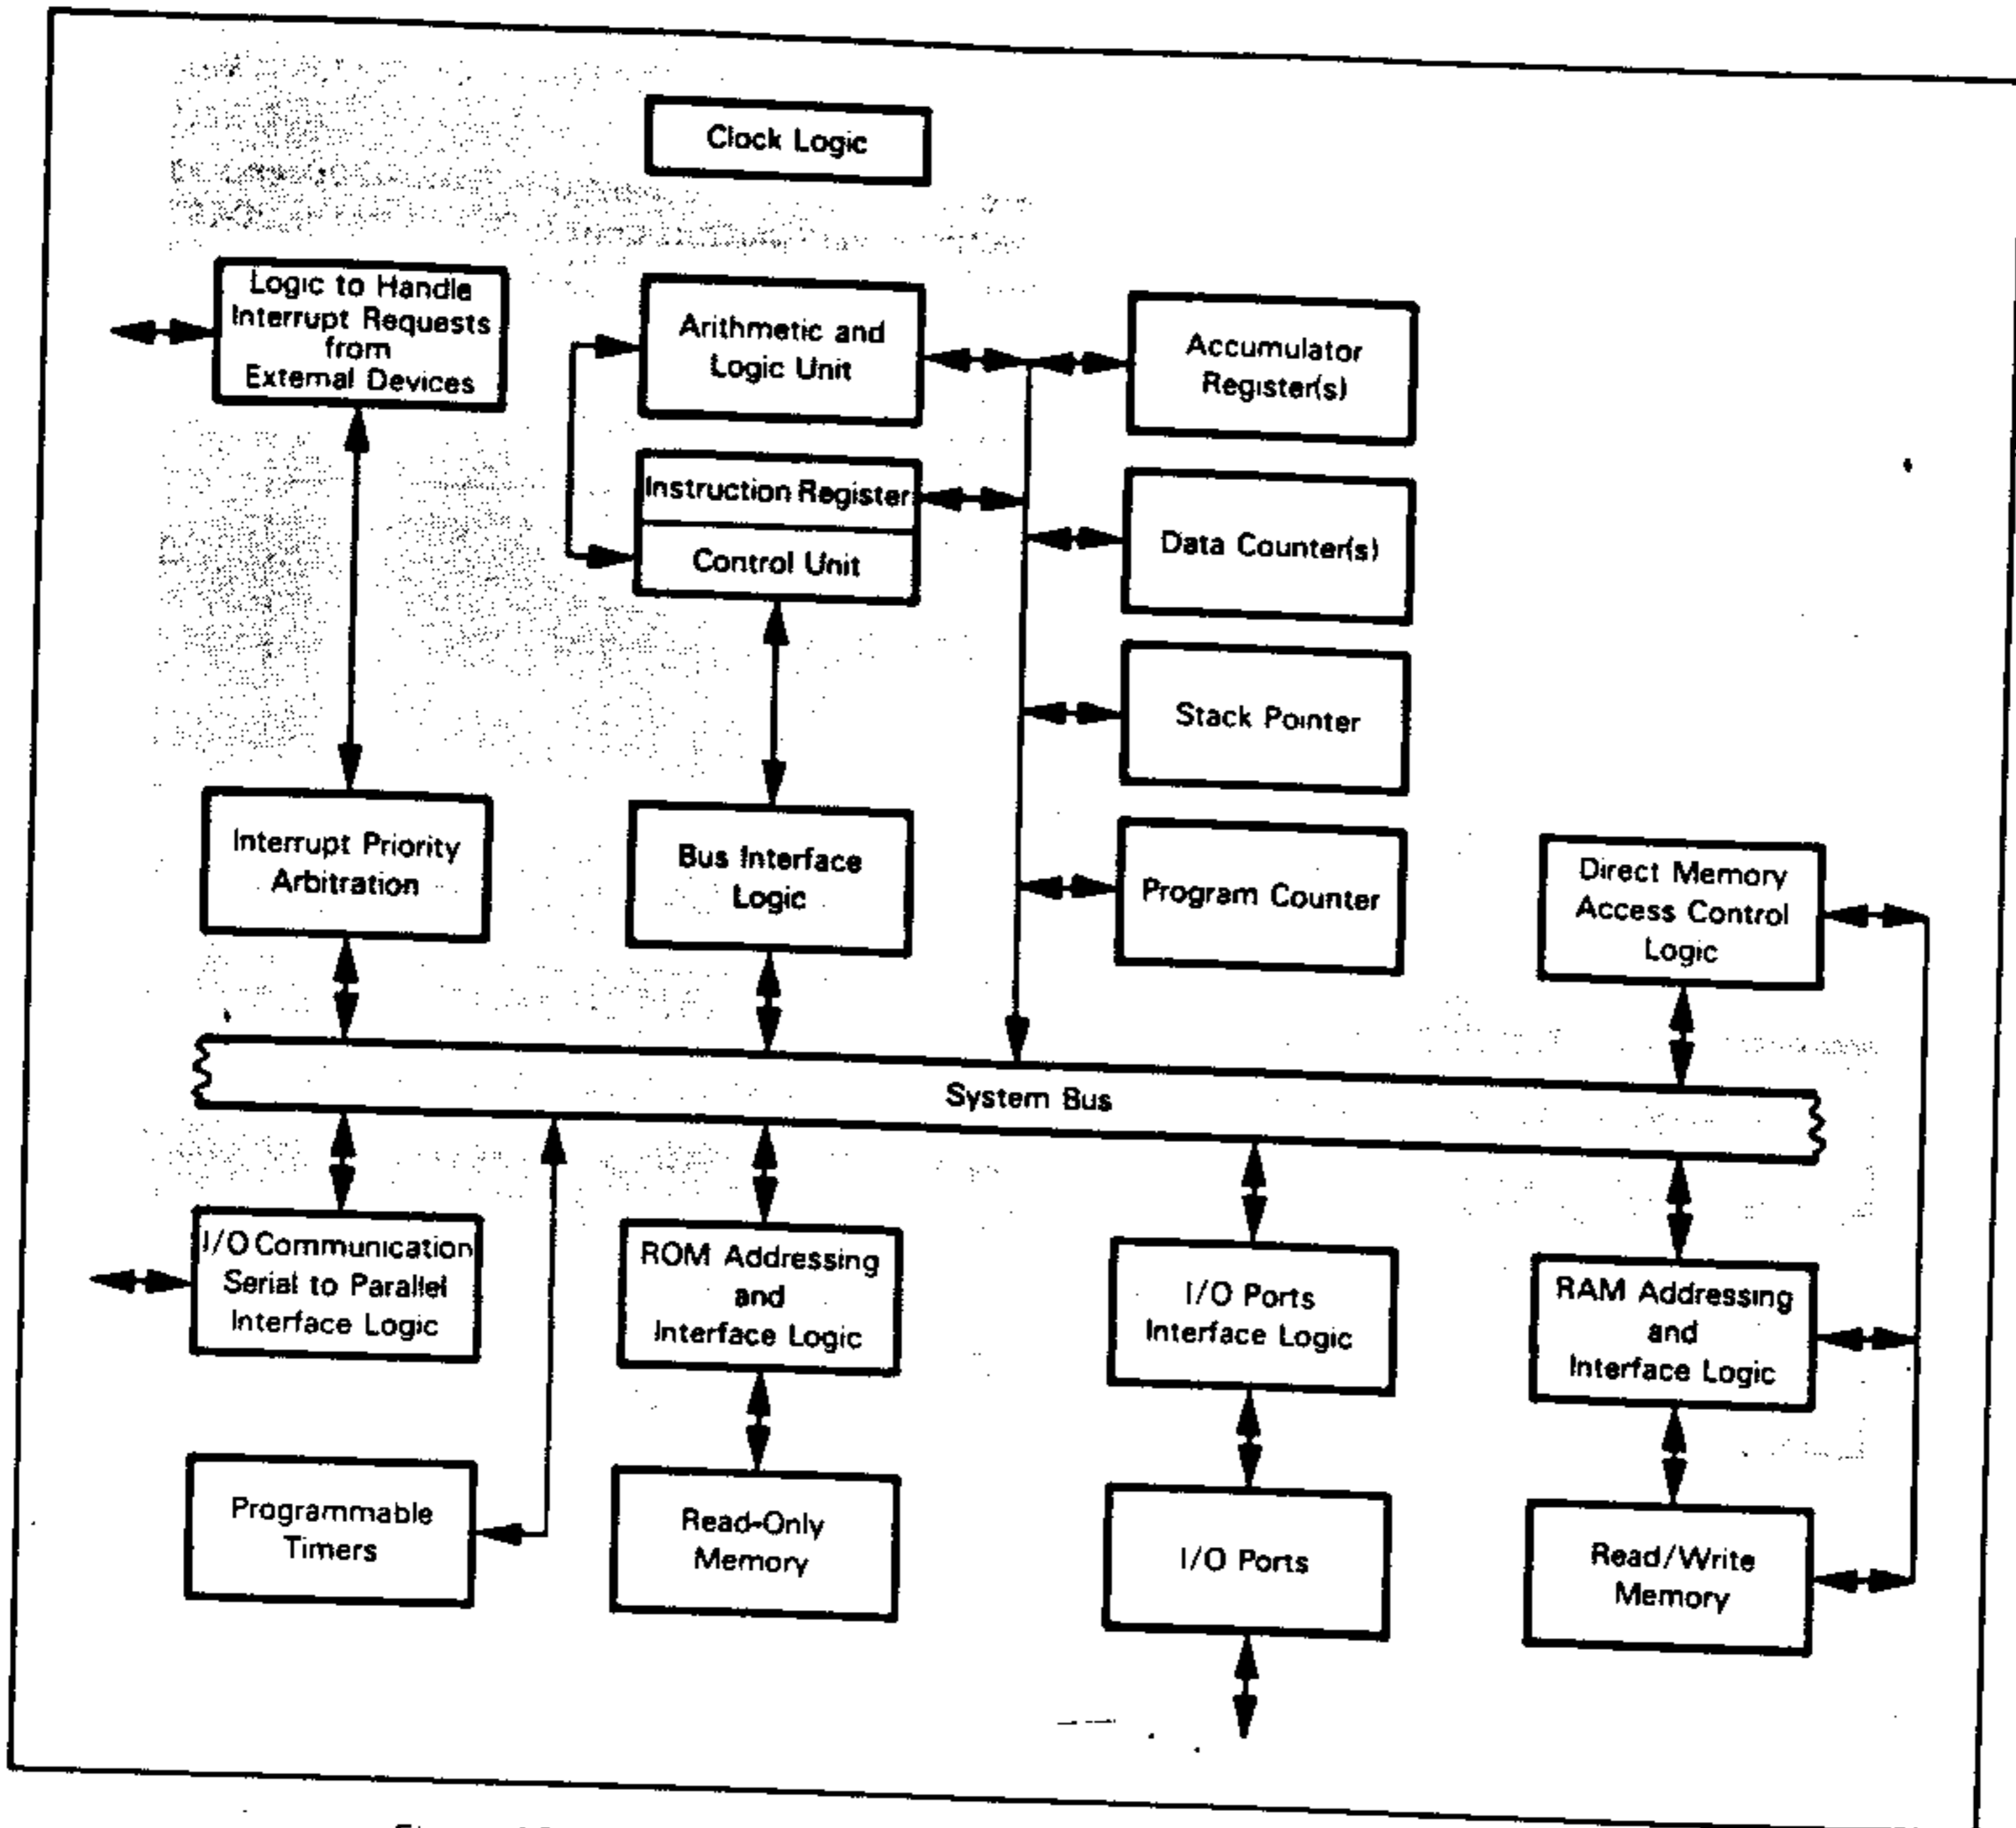 Clock Logic
Logic to Handle
Interrupt Requests
from
External Devices
Arithmetic and
Logic Unit
Accumulator
Register(s)
Instruction Register
Control Unit
Data Counter(s)
Stack Pointer
Interrupt Priority
Arbitration
Bus Interface
Logic
Program Counter
Direct Memory
Access Control
Logic
System Bus
I/O Communication
Serial to Parallel
Interface Logic
ROM Addressing
and
Interface Logic
I/O Ports
Interface Logic
RAM Addressing
and
Interface Logic
Programmable
Timers
Read-Only
Memory
I/O Ports
Read/Write
Memory